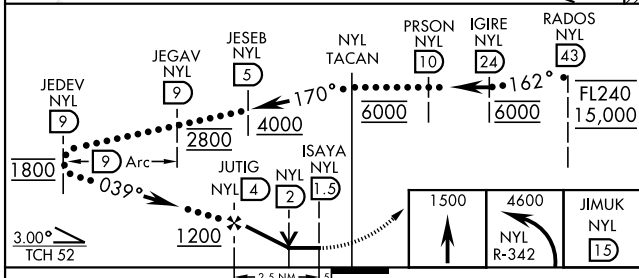 RADOS
NYL
43
IGIRE
NYL
24
PRSON
NYL
10
NYL
TACAN
JESEB
NYL
5
JEGAV
NYL
9
JEDEV
NYL
9
162°
FL240
15,000
6000
6000
170°
4000
2800
1800
9 Arc
039°
JUTIG
NYL 4
NYL
2
ISAYA
NYL
1.5
1200
3.00°
TCH 52
1500
4600
NYL
R-342
JIMUK
NYL
15
2.5 NM
.5